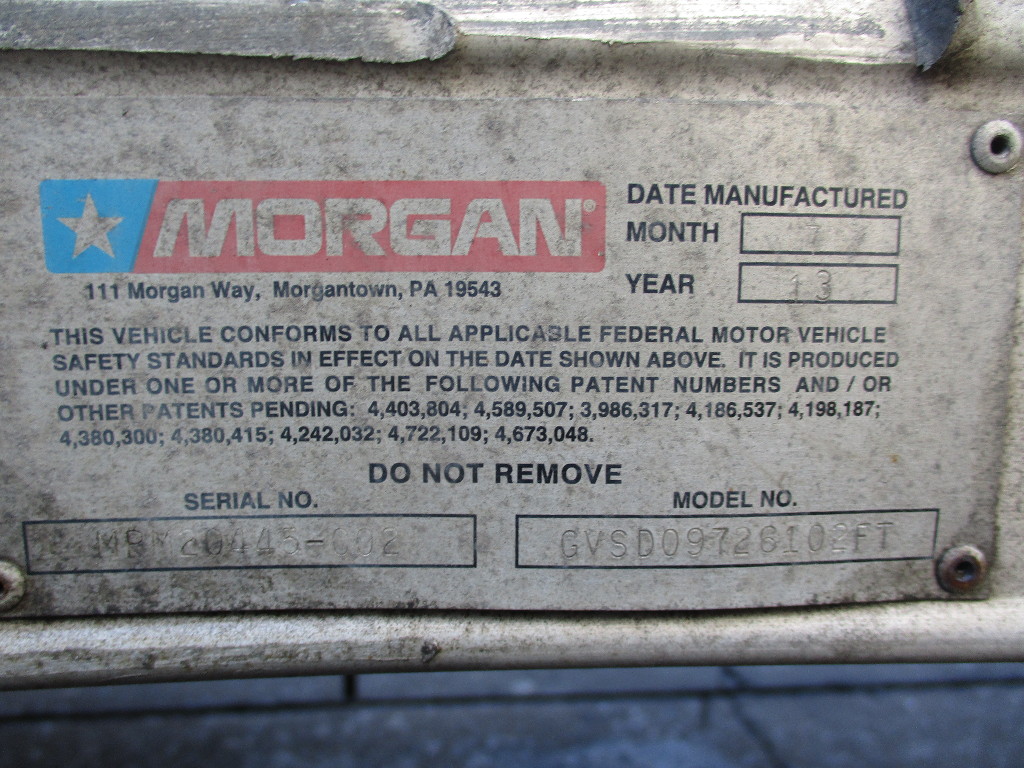 MORGAN®
111 Morgan Way, Morgantown, PA 19543
DATE MANUFACTURED
MONTH 7
YEAR 13
THIS VEHICLE CONFORMS TO ALL APPLICABLE FEDERAL MOTOR VEHICLE
SAFETY STANDARDS IN EFFECT ON THE DATE SHOWN ABOVE. IT IS PRODUCED
UNDER ONE OR MORE OF THE FOLLOWING PATENT NUMBERS AND / OR
OTHER PATENTS PENDING: 4,403,804; 4,589,507; 3,986,317; 4,186,537; 4,198,187;
4,380,300; 4,380,415; 4,242,032; 4,722,109; 4,673,048.
DO NOT REMOVE
SERIAL NO.
MODEL NO.
GVSD09726102FT